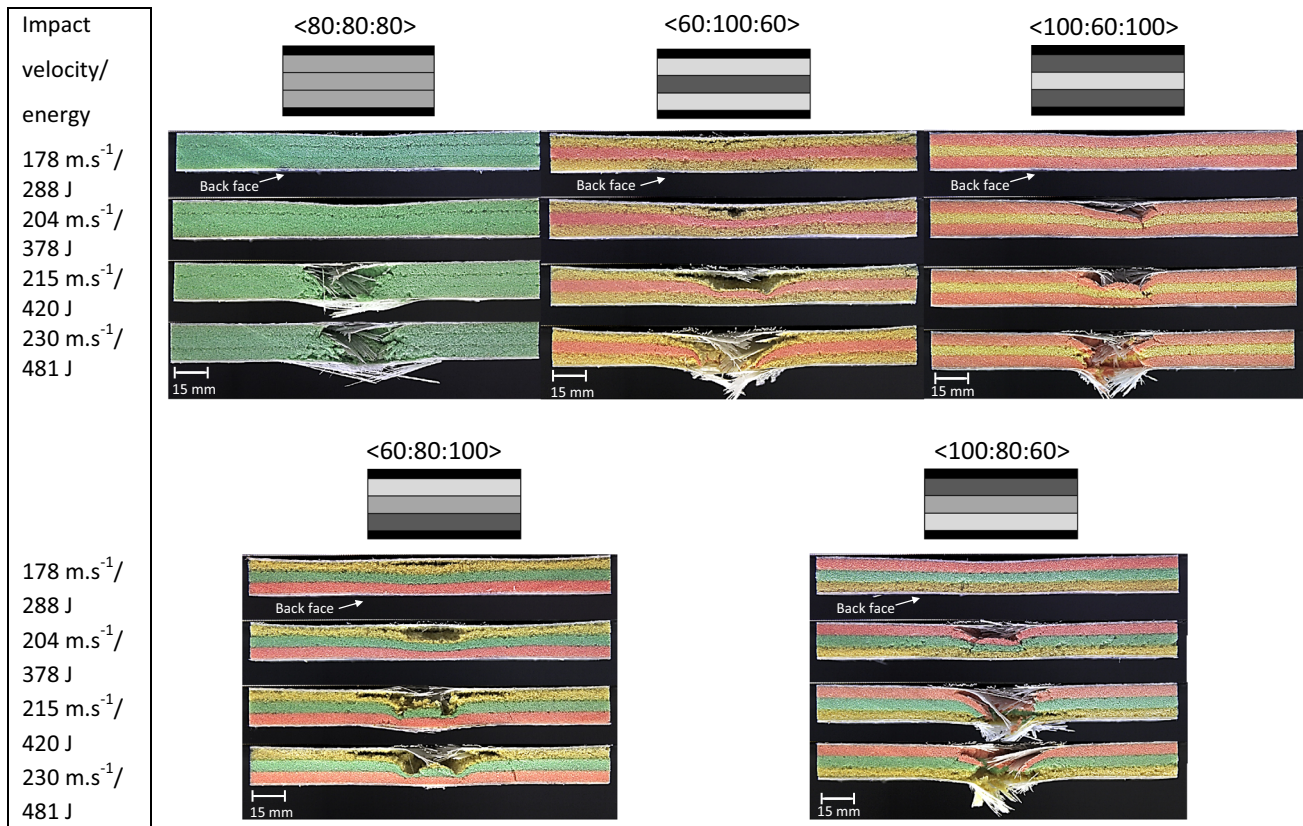 Impact
velocity/
energy
<80:80:80>
<60:100:60>
<100:60:100>
178 m.s-1/
288 J
204 m.s-1/
378 J
215 m.s-1/
420 J
230 m.s-1/
481 J
Back face
15 mm
Back face
15 mm
Back face
15 mm
<60:80:100>
<100:80:60>
178 m.s-1/
288 J
204 m.s-1/
378 J
215 m.s-1/
420 J
230 m.s-1/
481 J
Back face
15 mm
Back face
15 mm